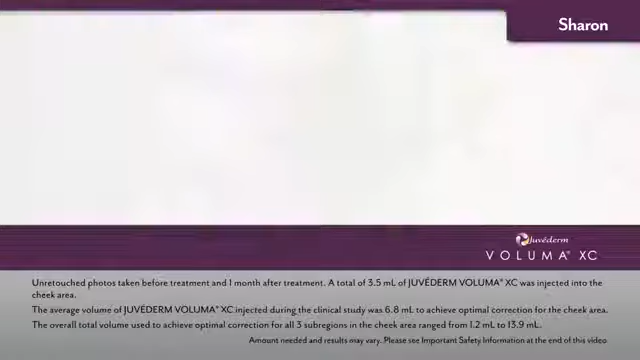 Sharon
Juvéderm
VOLUMA® XC
Unretouched photos taken before treatment and 1 month after treatment. A total of 3.5 mL of JUVÉDERM VOLUMA® XC was injected into the
cheek area.
The average volume of JUVÉDERM VOLUMA® XC injected during the clinical study was 6.8 mL to achieve optimal correction for the cheek area.
The overall total volume used to achieve optimal correction for all 3 subregions in the cheek area ranged from 1.2 mL to 13.9 mL.
Amount needed and results may vary. Please see Important Safety Information at the end of this video